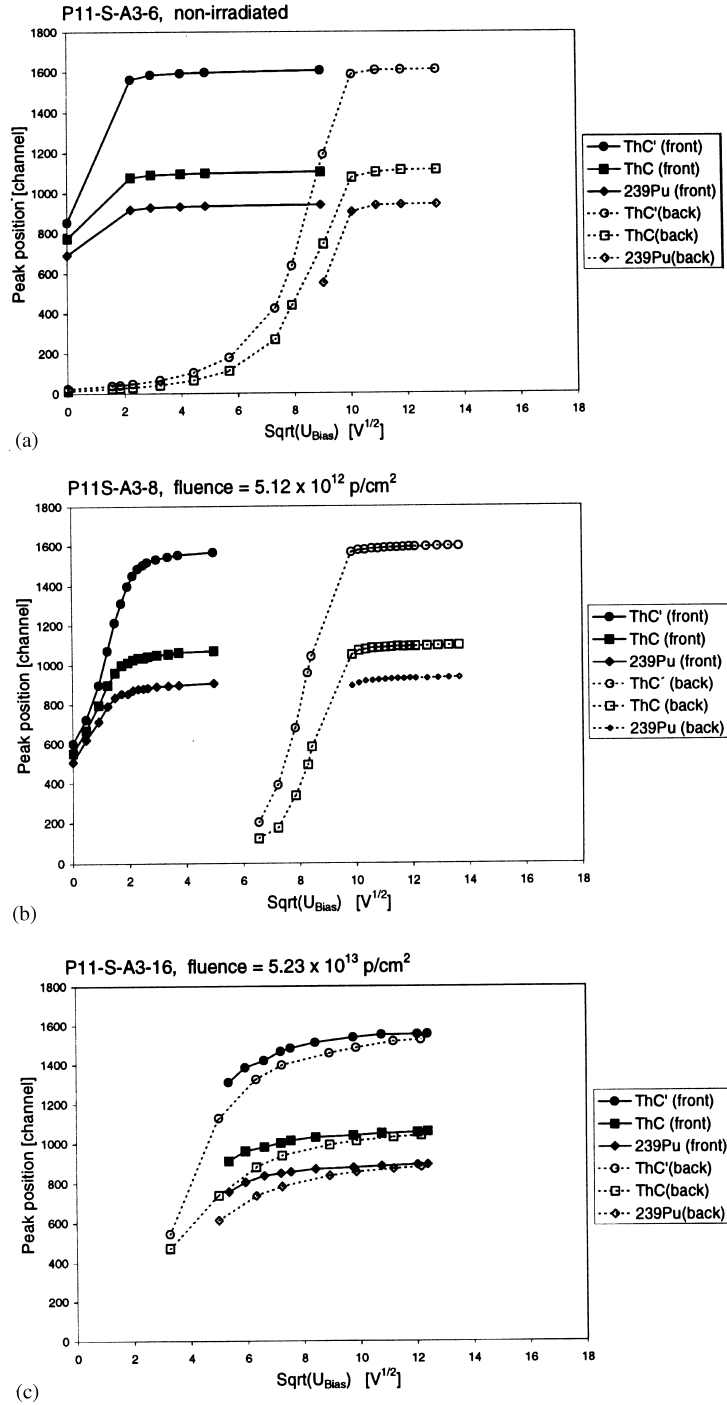 P11-S-A3-6, non-irradiated
1800
1600
1400
1200
1000
800
600
400
200
0
Peak position [channel]
0 2 4 6 8 10 12 14 16 18
Sqrt(U_Bias) [V^1/2]
ThC' (front)
ThC (front)
239Pu (front)
ThC'(back)
ThC(back)
239Pu(back)
(a)
P11S-A3-8, fluence = 5.12 x 10^12 p/cm^2
1800
1600
1400
1200
1000
800
600
400
200
0
Peak position [channel]
0 2 4 6 8 10 12 14 16 18
Sqrt(U_Bias) [V^1/2]
ThC' (front)
ThC (front)
239Pu (front)
ThC´ (back)
ThC (back)
239Pu (back)
(b)
P11-S-A3-16, fluence = 5.23 x 10^13 p/cm^2
1800
1600
1400
1200
1000
800
600
400
200
0
Peak position [channel]
0 2 4 6 8 10 12 14 16 18
Sqrt(U_Bias) [V^1/2]
ThC' (front)
ThC (front)
239Pu (front)
ThC'(back)
ThC(back)
239Pu(back)
(c)